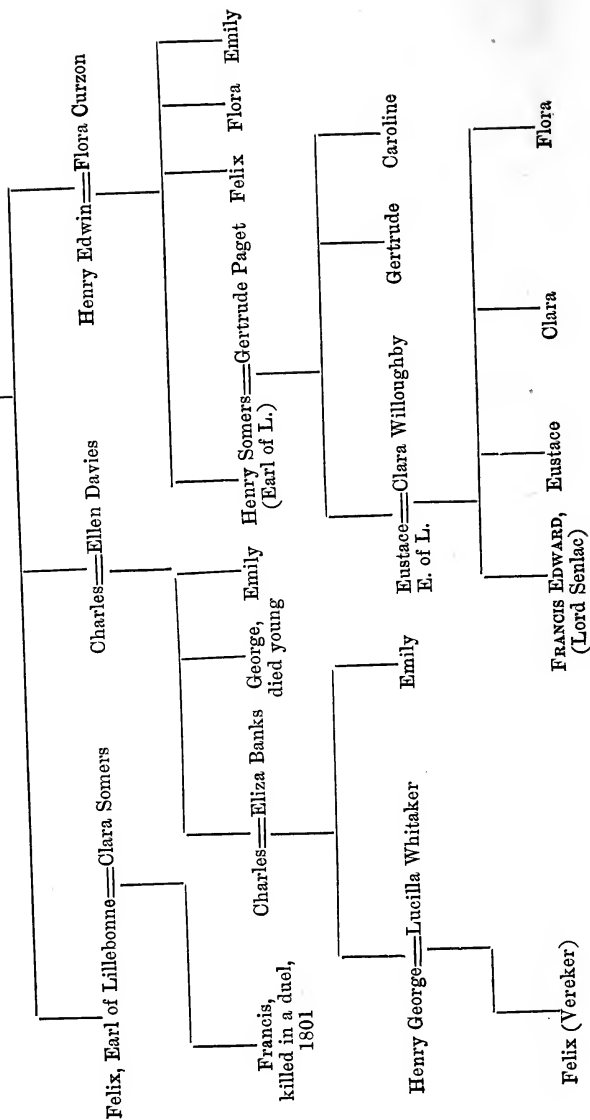 Felix, Earl of Lillebonne==Clara Somers
Charles==Ellen Davies
Henry Edwin==Flora Curzon
Francis,
killed in a duel,
1801
Charles==Eliza Banks
George,
died young
Emily
Henry Somers==Gertrude Paget
(Earl of L.)
Felix
Flora
Emily
Henry George==Lucilla Whitaker
Emily
Eustace==Clara Willoughby
E. of L.
Gertrude
Caroline
Felix (Vereker)
FRANCIS EDWARD,
(Lord Senlac)
Eustace
Clara
Flora